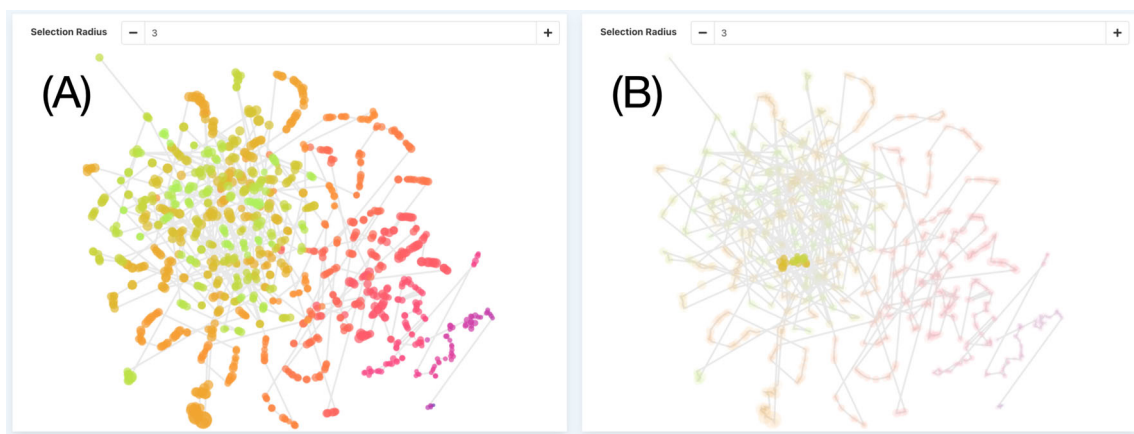 Selection Radius − 3 +
(A)
Selection Radius − 3 +
(B)